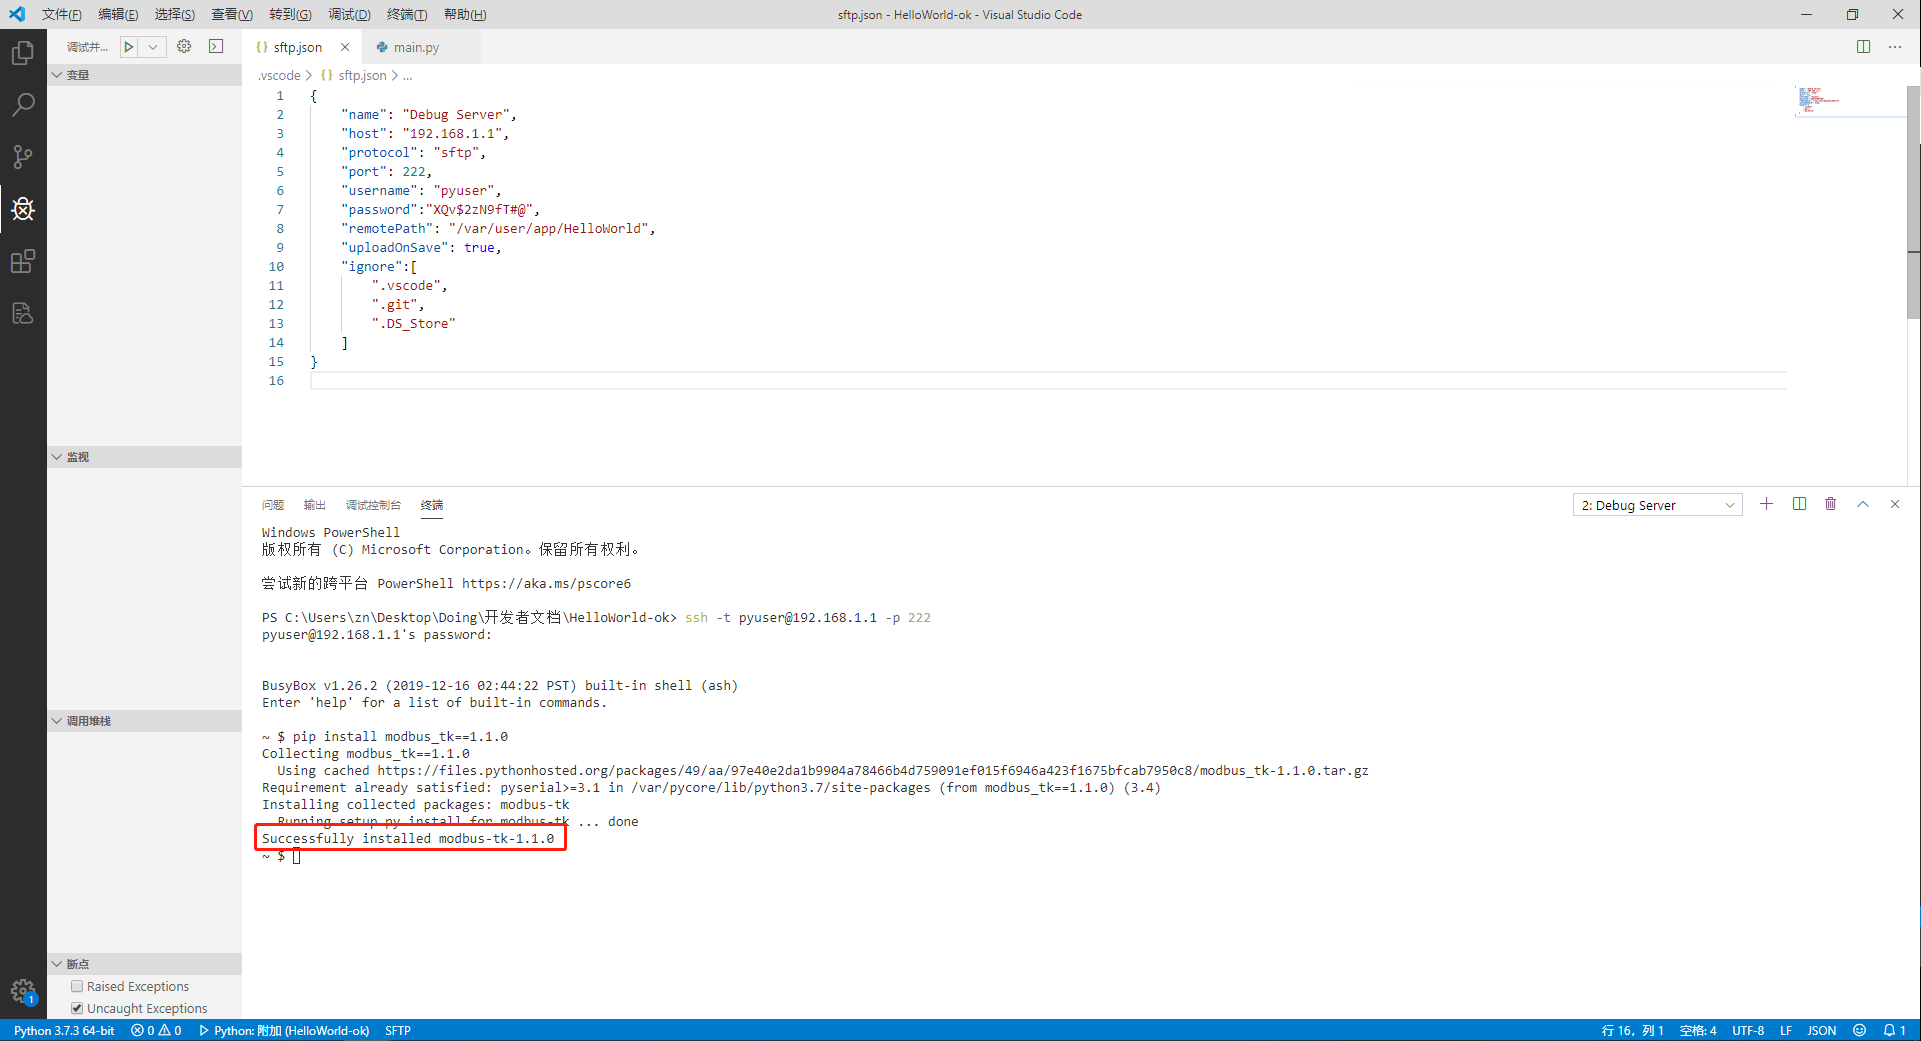 文件(F) 编辑(E) 选择(S) 查看(V) 转到(G) 调试(D) 终端(T) 帮助(H)
sftp.json - HelloWorld-ok - Visual Studio Code
调试并...
{} sftp.json
main.py
变量
.vscode > {} sftp.json > ...
1 {
2 "name": "Debug Server",
3 "host": "192.168.1.1",
4 "protocol": "sftp",
5 "port": 222,
6 "username": "pyuser",
7 "password":"XQv$2zN9fT#@",
8 "remotePath": "/var/user/app/HelloWorld",
9 "uploadOnSave": true,
10 "ignore":[
11 ".vscode",
12 ".git",
13 ".DS_Store"
14 ]
15 }
16
监视
问题 输出 调试控制台 终端
2: Debug Server
Windows PowerShell
版权所有 (C) Microsoft Corporation。保留所有权利。
尝试新的跨平台 PowerShell https://aka.ms/pscore6
PS C:\Users\zn\Desktop\Doing\开发者文档\HelloWorld-ok> ssh -t pyuser@192.168.1.1 -p 222
pyuser@192.168.1.1's password:
BusyBox v1.26.2 (2019-12-16 02:44:22 PST) built-in shell (ash)
Enter 'help' for a list of built-in commands.
调用堆栈
~ $ pip install modbus_tk==1.1.0
Collecting modbus_tk==1.1.0
Using cached https://files.pythonhosted.org/packages/49/aa/97e40e2da1b9904a78466b4d759091ef015f6946a423f1675bfcab7950c8/modbus_tk-1.1.0.tar.gz
Requirement already satisfied: pyserial>=3.1 in /var/pycore/lib/python3.7/site-packages (from modbus_tk==1.1.0) (3.4)
Installing collected packages: modbus-tk
Running setup.py install for modbus-tk ... done
Successfully installed modbus-tk-1.1.0
~ $
断点
Raised Exceptions
Uncaught Exceptions
1
Python 3.7.3 64-bit 0 0 Python: 附加 (HelloWorld-ok) SFTP
行 16，列 1 空格: 4 UTF-8 LF JSON 1